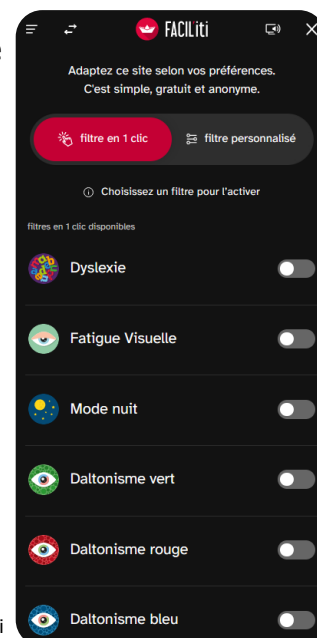 FACIL'iti
Adaptez ce site selon vos préférences.
C'est simple, gratuit et anonyme.
filtre en 1 clic
filtre personnalisé
Choisissez un filtre pour l'activer
filtres en 1 clic disponibles
Dyslexie
Fatigue Visuelle
Mode nuit
Daltonisme vert
Daltonisme rouge
Daltonisme bleu